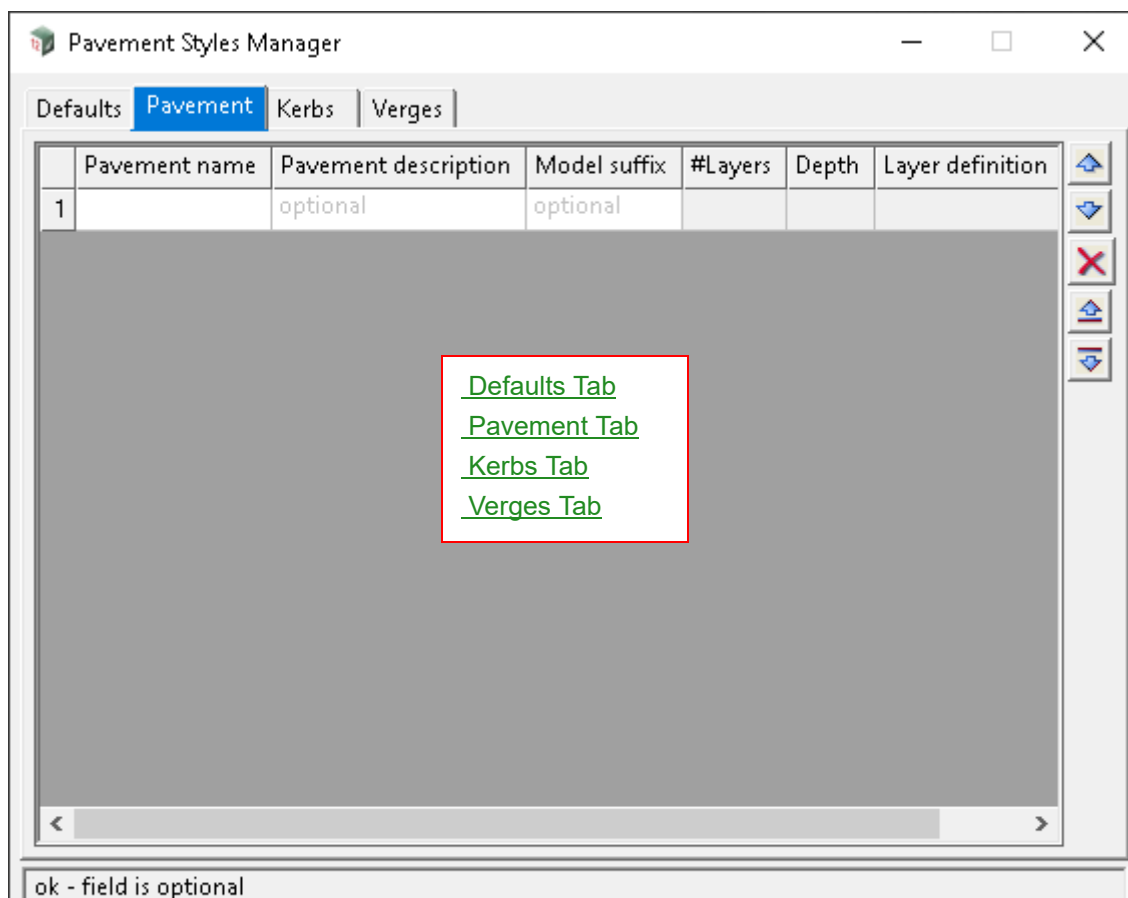 Pavement Styles Manager
Defaults Pavement Kerbs Verges
Pavement name Pavement description Model suffix #Layers Depth Layer definition
1 optional optional
Defaults Tab
Pavement Tab
Kerbs Tab
Verges Tab
ok - field is optional